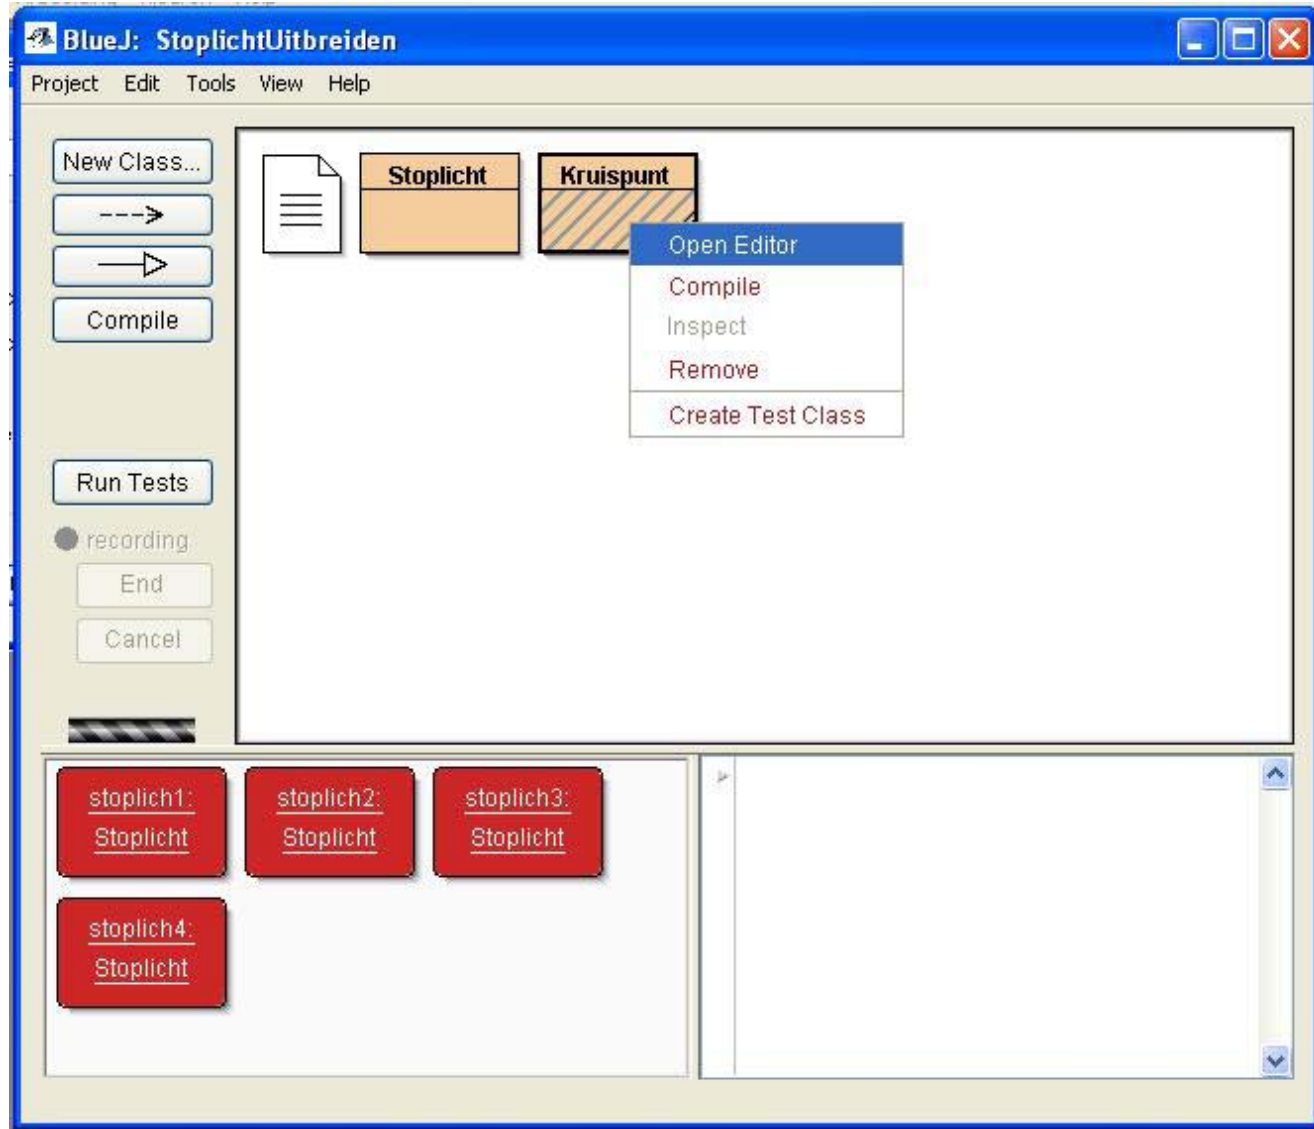 BlueJ: StoplichtUitbreiden
Project Edit Tools View Help
New Class...
Compile
Run Tests
recording
End
Cancel
Stoplicht
Kruispunt
Open Editor
Compile
Inspect
Remove
Create Test Class
stoplich1:
Stoplicht
stoplich2:
Stoplicht
stoplich3:
Stoplicht
stoplich4:
Stoplicht